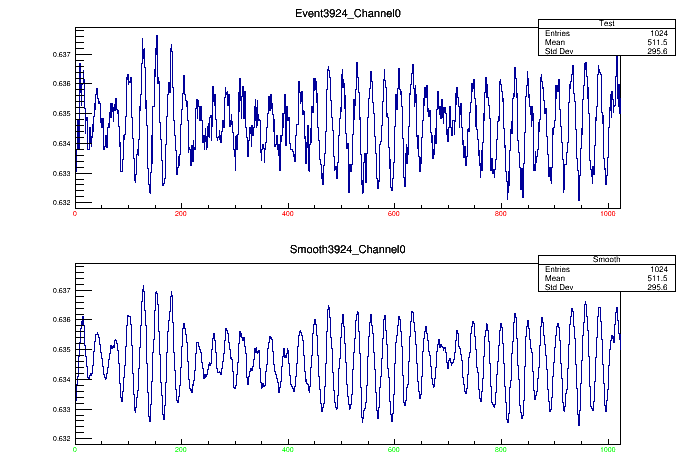 Event3924_Channel0
Test
Entries 1024
Mean 511.5
Std Dev 295.6
0.637
0.636
0.635
0.634
0.633
0.632
0 200 400 600 800 1000
Smooth3924_Channel0
Smooth
Entries 1024
Mean 511.5
Std Dev 295.6
0.637
0.636
0.635
0.634
0.633
0.632
0 200 400 600 800 1000